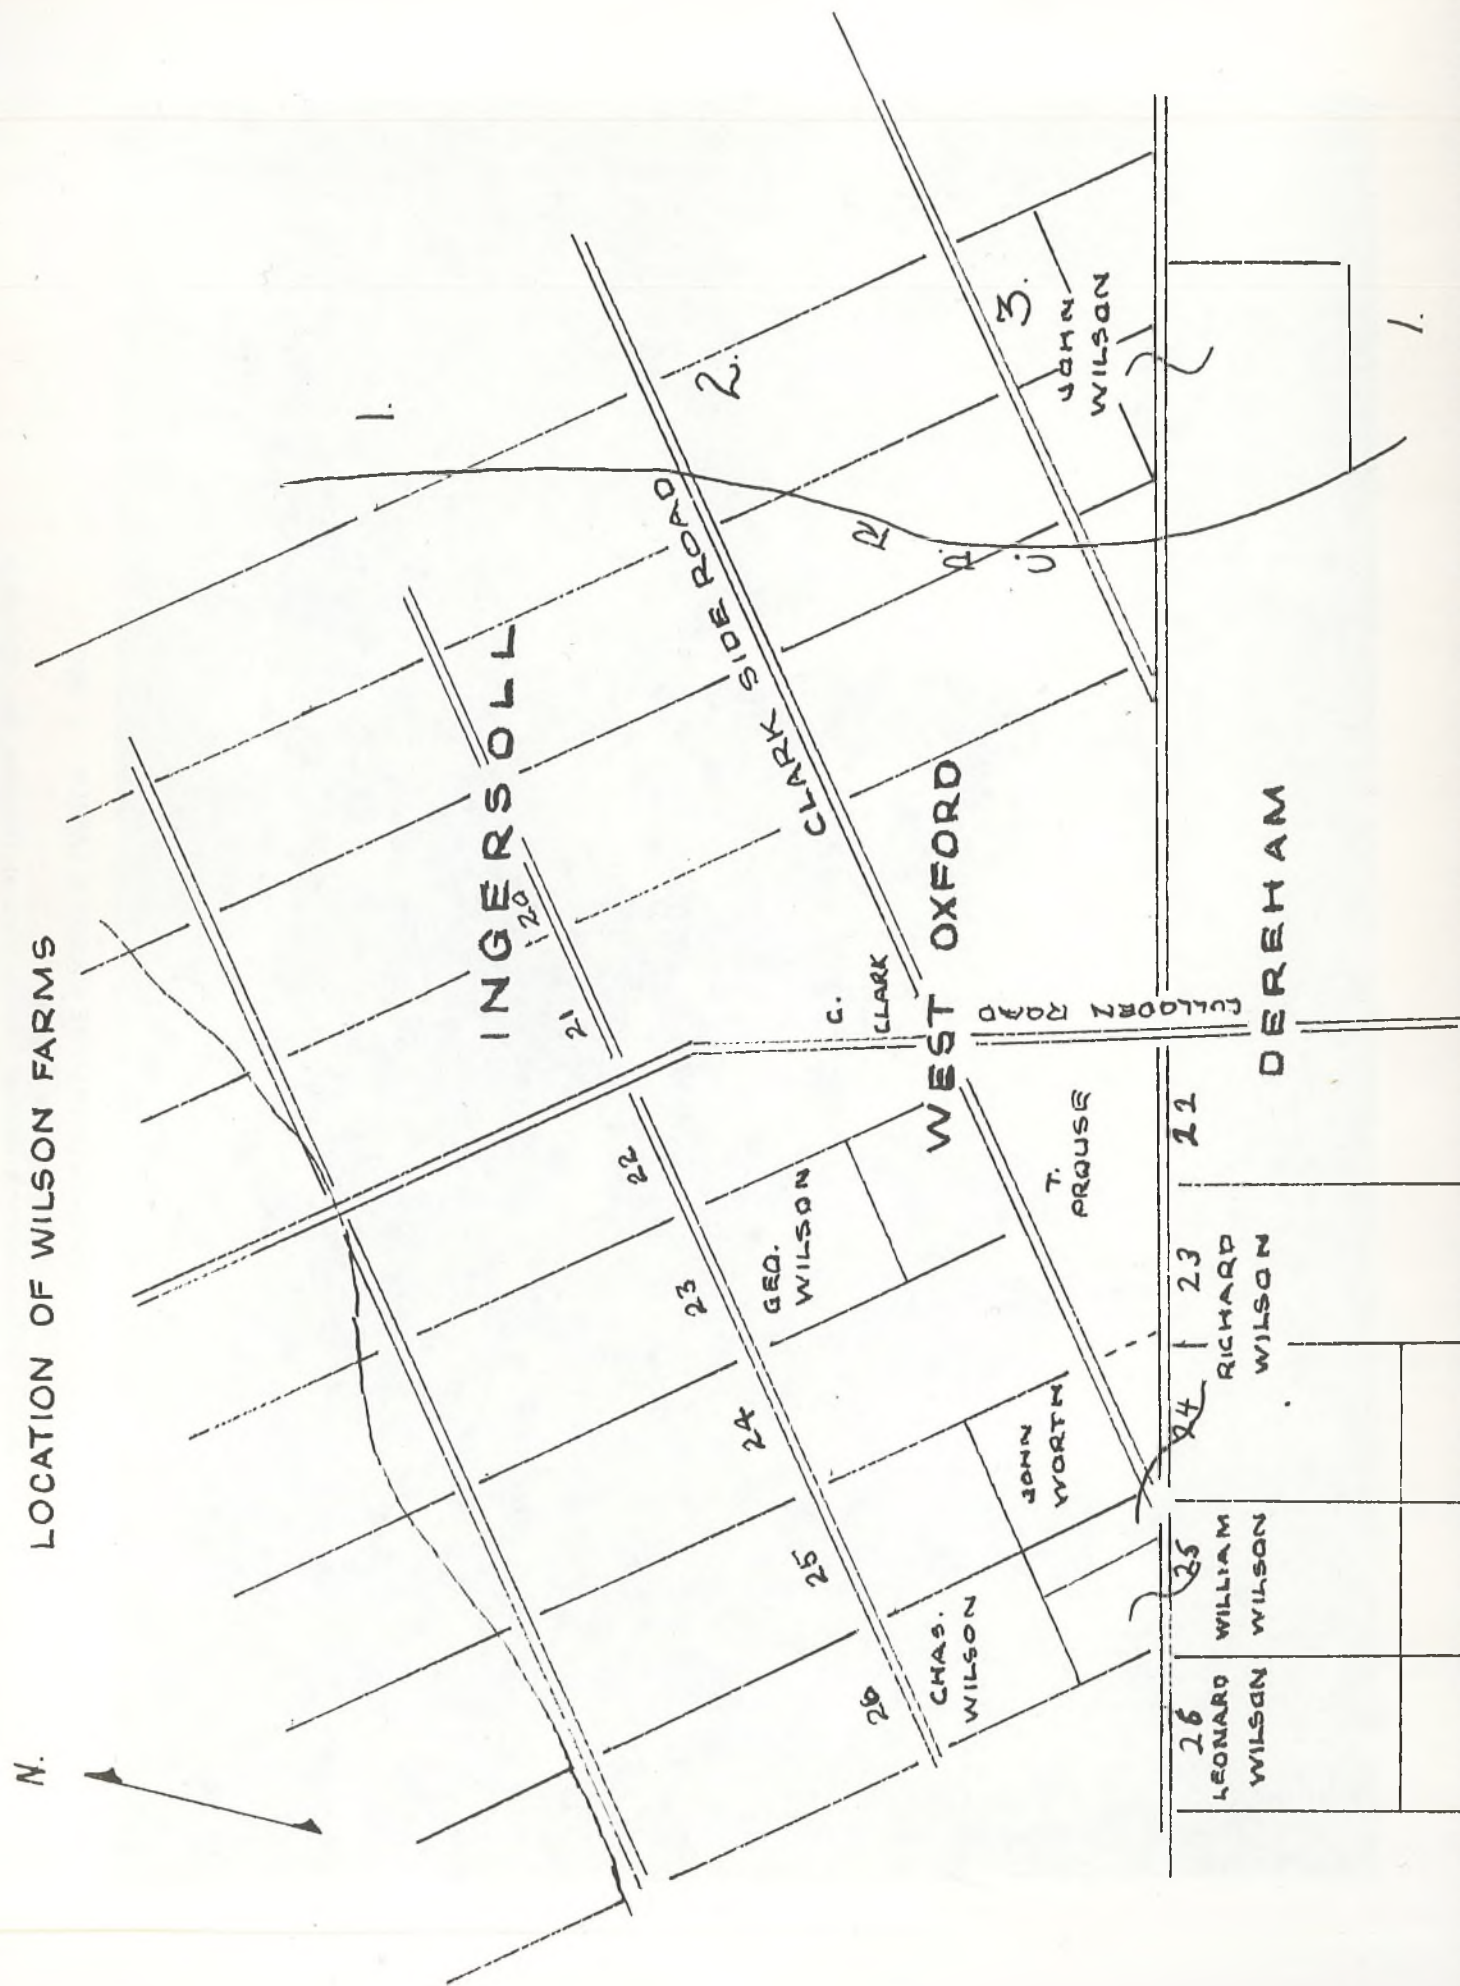 LOCATION OF WILSON FARMS
N.
1.
INGERSOLL
20
21
22
23
24
25
26
CLARK SIDE ROAD
2.
R
R.
C.
3.
JOHN
WILSON
C.
CLARK
WEST OXFORD
CULLODEN ROAD
GEO.
WILSON
T.
PROUSE
JOHN
WORTH
CHAS.
WILSON
DEREHAM
22
23
RICHARD
WILSON
24
25
WILLIAM
WILSON
26
LEONARD
WILSON
1.